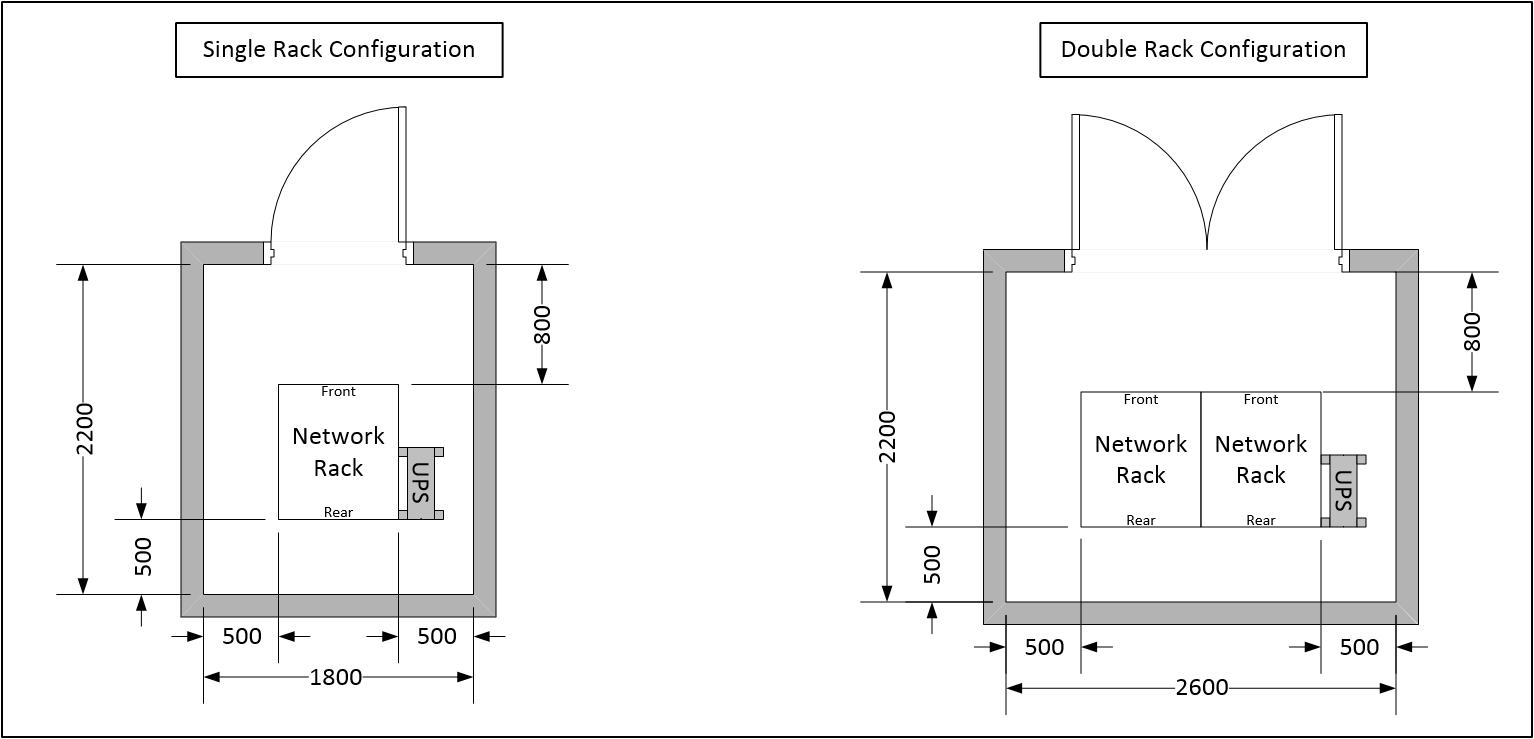 Single Rack Configuration
Double Rack Configuration
800
Front
Network
Rack
Rear
UPS
2200
500
500
500
1800
800
Front
Front
Network
Network
Rack
Rack
Rear
Rear
UPS
2200
500
500
500
2600